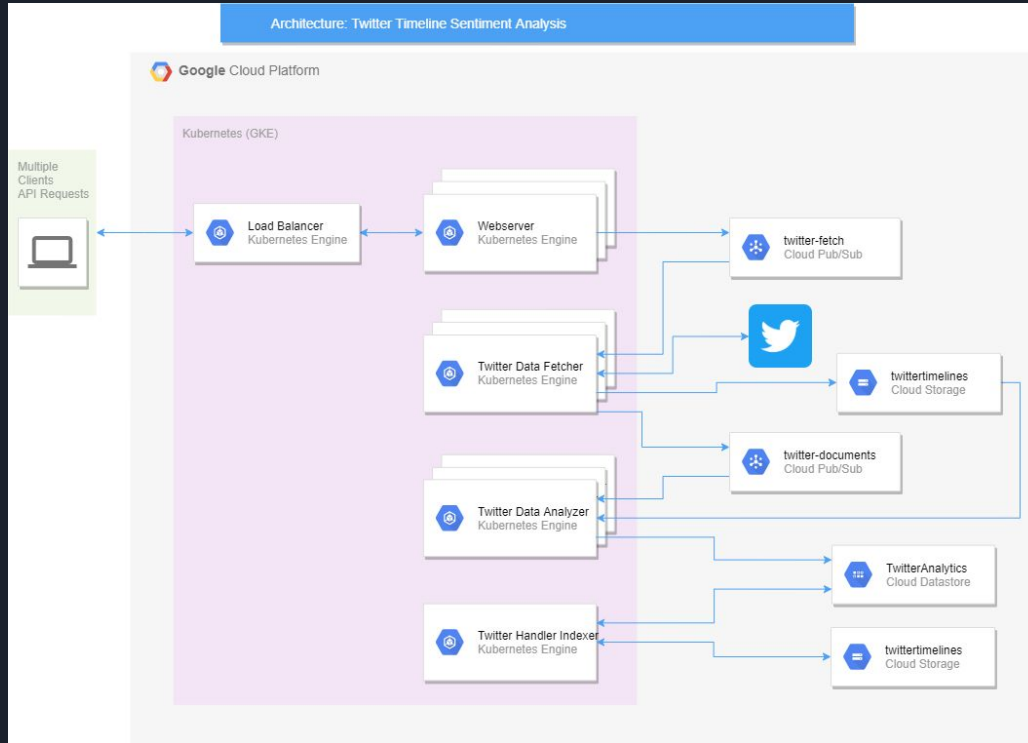 Architecture: Twitter Timeline Sentiment Analysis
Google Cloud Platform
Kubernetes (GKE)
Multiple
Clients
API Requests
Load Balancer
Kubernetes Engine
Webserver
Kubernetes Engine
twitter-fetch
Cloud Pub/Sub
Twitter Data Fetcher
Kubernetes Engine
twittertimelines
Cloud Storage
twitter-documents
Cloud Pub/Sub
Twitter Data Analyzer
Kubernetes Engine
TwitterAnalytics
Cloud Datastore
Twitter Handler Indexer
Kubernetes Engine
twittertimelines
Cloud Storage